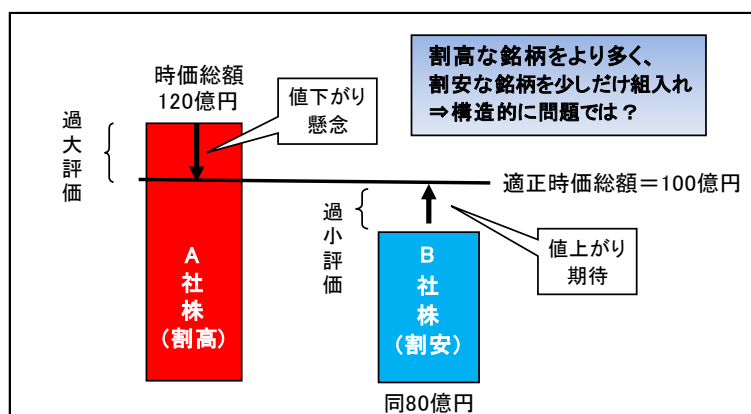 割高な銘柄をより多く、
割安な銘柄を少しだけ組入れ
⇒構造的に問題では？
時価総額
120億円
値下がり
懸念
過大評価
適正時価総額＝100億円
過小評価
値上がり
期待
A
社
株
(割高)
B
社
株
(割安)
同80億円